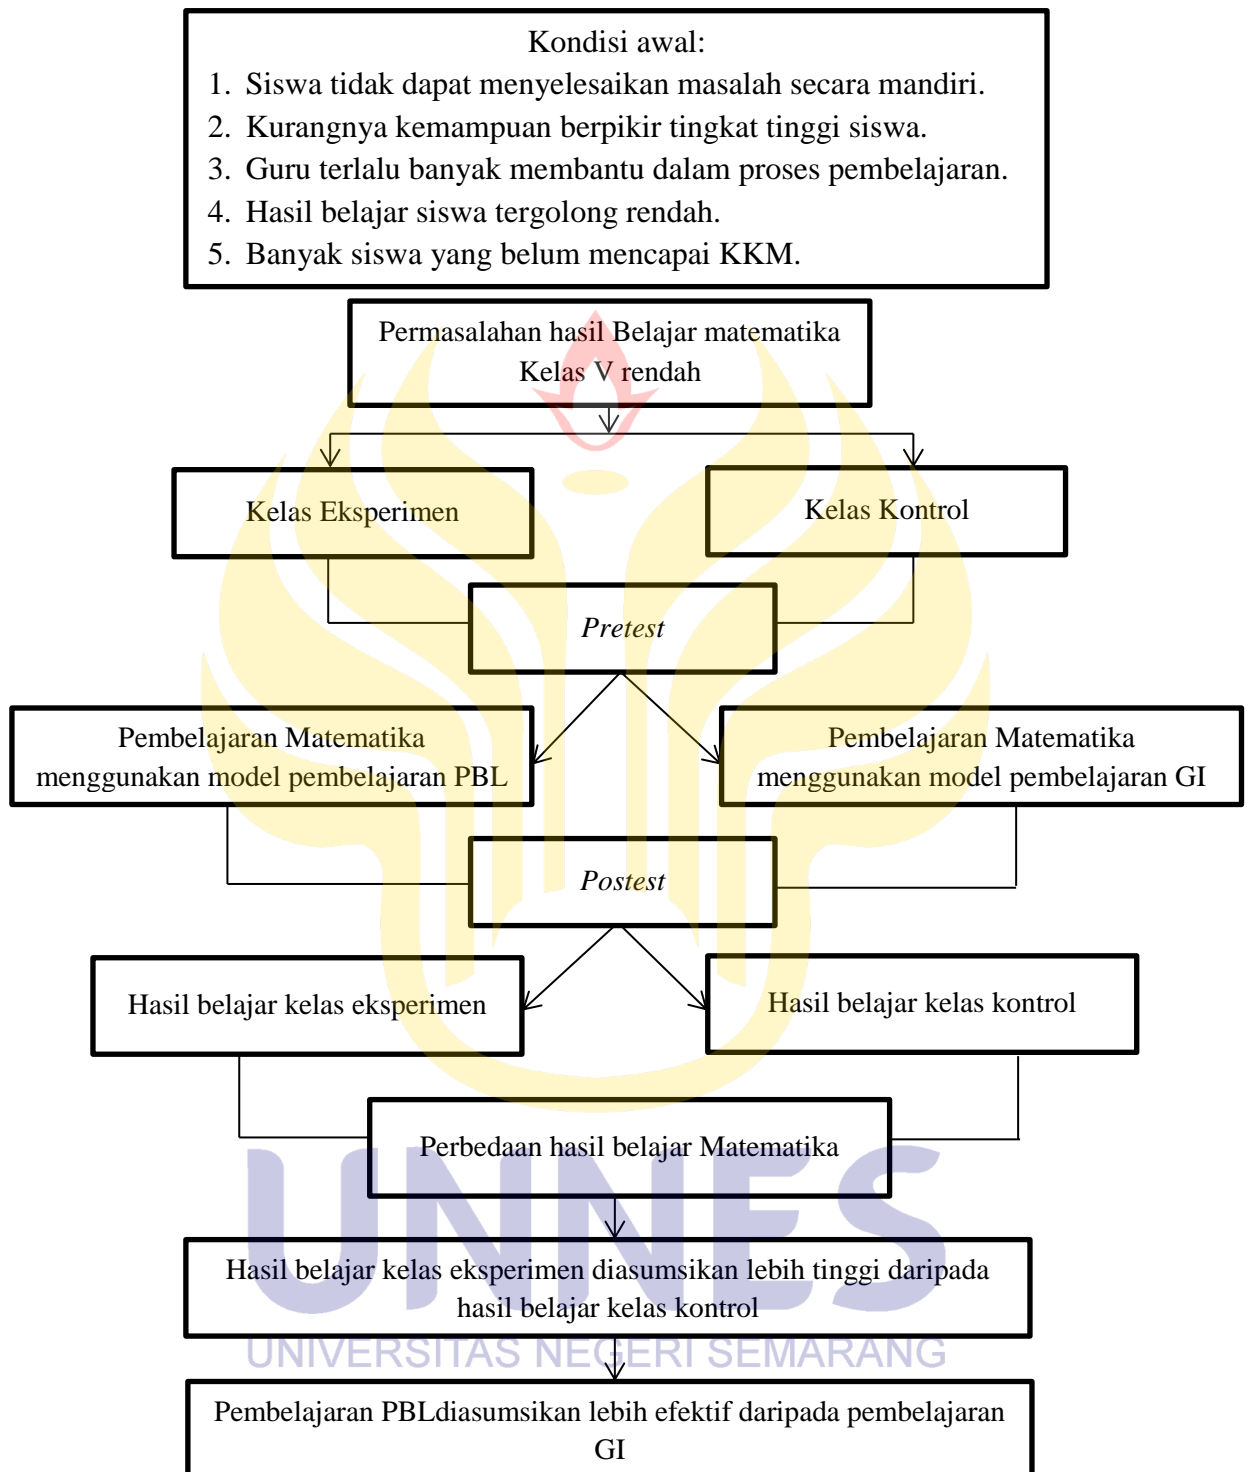 Kondisi awal:
1. Siswa tidak dapat menyelesaikan masalah secara mandiri.
2. Kurangnya kemampuan berpikir tingkat tinggi siswa.
3. Guru terlalu banyak membantu dalam proses pembelajaran.
4. Hasil belajar siswa tergolong rendah.
5. Banyak siswa yang belum mencapai KKM.
Permasalahan hasil Belajar matematika
Kelas V rendah
Kelas Eksperimen
Kelas Kontrol
Pretest
Pembelajaran Matematika
menggunakan model pembelajaran PBL
Pembelajaran Matematika
menggunakan model pembelajaran GI
Postest
Hasil belajar kelas eksperimen
Hasil belajar kelas kontrol
Perbedaan hasil belajar Matematika
UNNES
Hasil belajar kelas eksperimen diasumsikan lebih tinggi daripada
hasil belajar kelas kontrol
UNIVERSITAS NEGERI SEMARANG
Pembelajaran PBLdiasumsikan lebih efektif daripada pembelajaran
GI